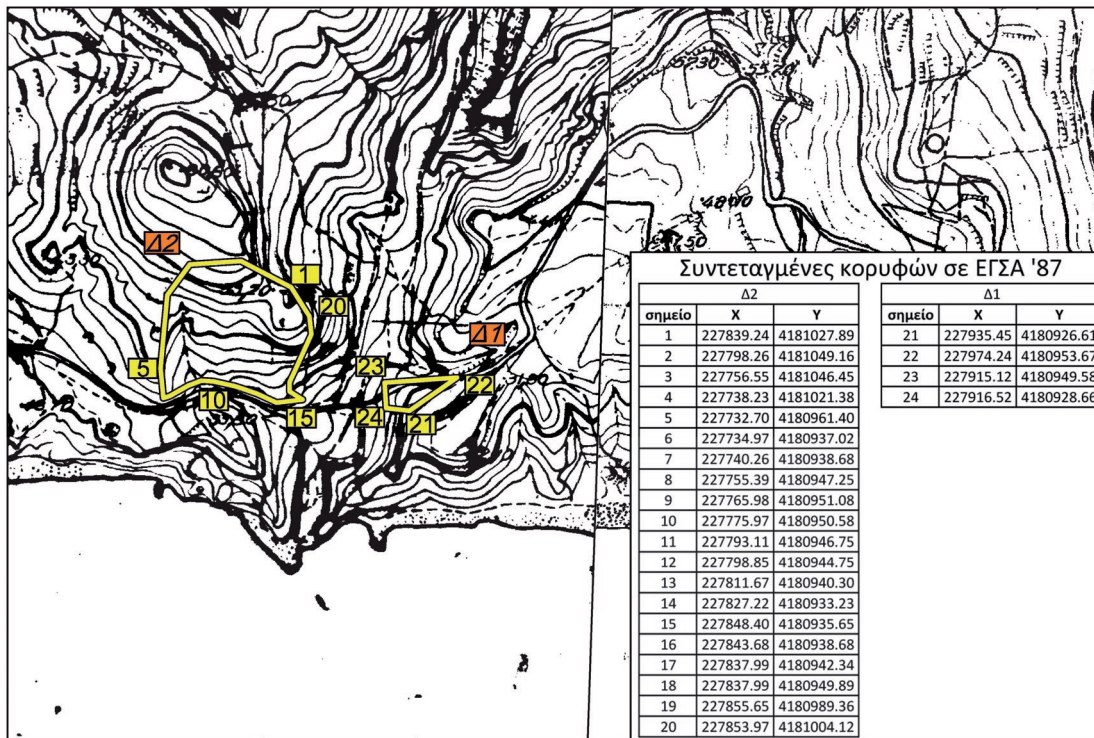 Δ2
1
20
Δ1
5
23
22
10
15
24
21
4800
Συντεταγμένες κορυφών σε ΕΓΣΑ '87
Δ2
σημείο X Y
1 227839.24 4181027.89
2 227798.26 4181049.16
3 227756.55 4181046.45
4 227738.23 4181021.38
5 227732.70 4180961.40
6 227734.97 4180937.02
7 227740.26 4180938.68
8 227755.39 4180947.25
9 227765.98 4180951.08
10 227775.97 4180950.58
11 227793.11 4180946.75
12 227798.85 4180944.75
13 227811.67 4180940.30
14 227827.22 4180933.23
15 227848.40 4180935.65
16 227843.68 4180938.68
17 227837.99 4180942.34
18 227837.99 4180949.89
19 227855.65 4180989.36
20 227853.97 4181004.12
Δ1
σημείο X Y
21 227935.45 4180926.61
22 227974.24 4180953.67
23 227915.12 4180949.58
24 227916.52 4180928.66